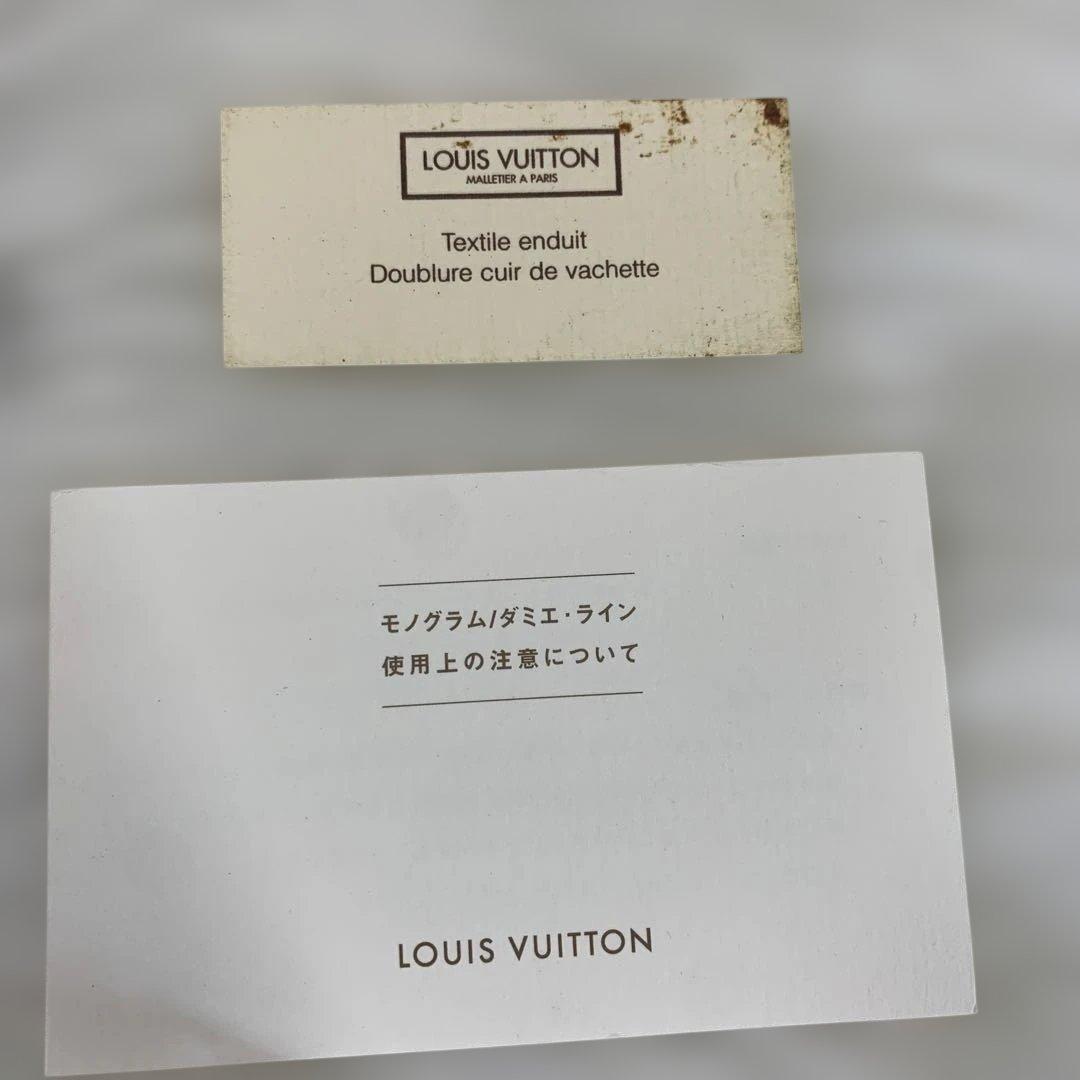 LOUIS VUITTON
MALLETIER A PARIS
Textile enduit
Doublure cuir de vachette
モノグラム/ダミエ・ライン
使用上の注意について
LOUIS VUITTON